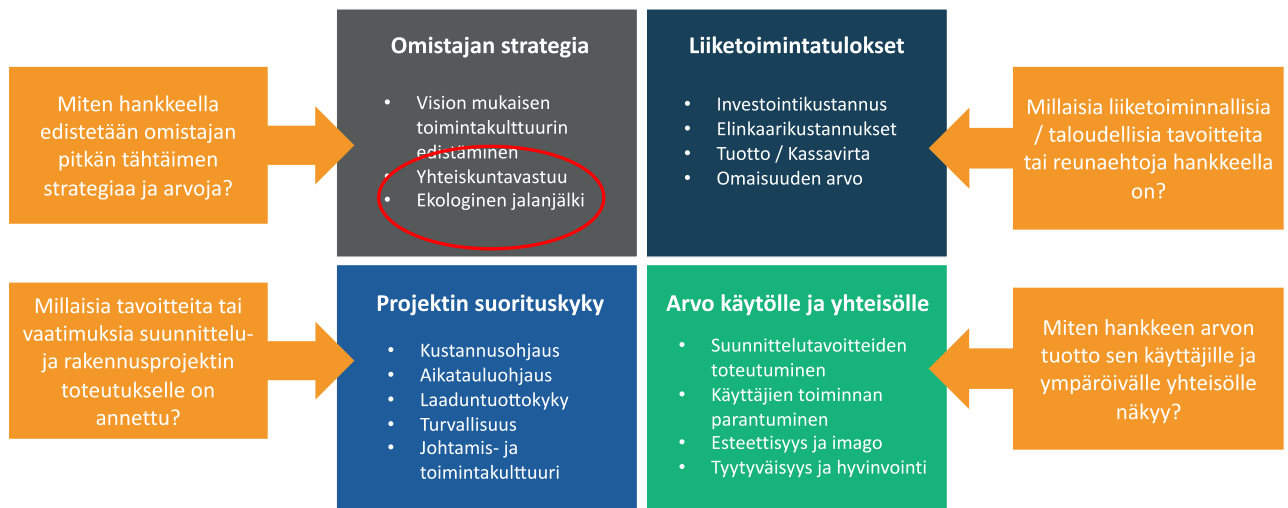 Miten hankkeella
edistetään omistajan
pitkän tähtäimen
strategiaa ja arvoja?
Omistajan strategia
• Vision mukaisen
toimintakulttuurin
edistäminen
• Yhteiskuntavastuu
• Ekologinen jalanjälki
Liiketoimintatulokset
• Investointikustannus
• Elinkaarikustannukset
• Tuotto / Kassavirta
• Omaisuuden arvo
Millaisia liiketoiminnallisia
/ taloudellisia tavoitteita
tai reunaehtoja hankkeella
on?
Millaisia tavoitteita tai
vaatimuksia suunnittelu-
ja rakennusprojektin
toteutukselle on
annettu?
Projektin suorituskyky
• Kustannusohjaus
• Aikatauluohjaus
• Laaduntuottokyky
• Turvallisuus
• Johtamis- ja
toimintakulttuuri
Arvo käytölle ja yhteisölle
• Suunnittelutavoitteiden
toteutuminen
• Käyttäjien toiminnan
parantuminen
• Esteettisyys ja imago
• Tyytyväisyys ja hyvinvointi
Miten hankkeen arvon
tuotto sen käyttäjille ja
ympäröivälle yhteisölle
näkyy?